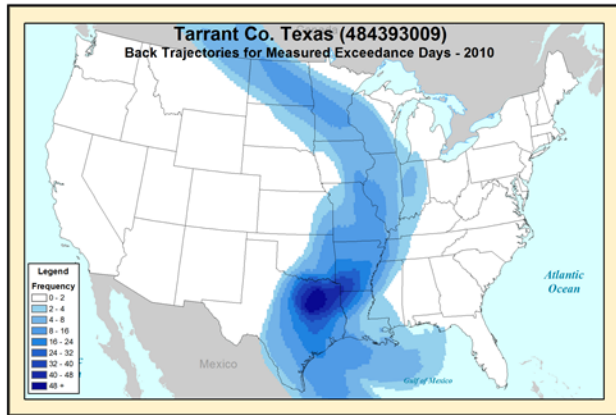 Tarrant Co. Texas (484393009)
Back Trajectories for Measured Exceedance Days - 2010
Canada
Atlantic
Ocean
Legend
Frequency
0 - 2
2 - 4
4 - 8
8 - 16
16 - 24
24 - 32
32 - 40
40 - 48
48 +
Mexico
Gulf of Mexico